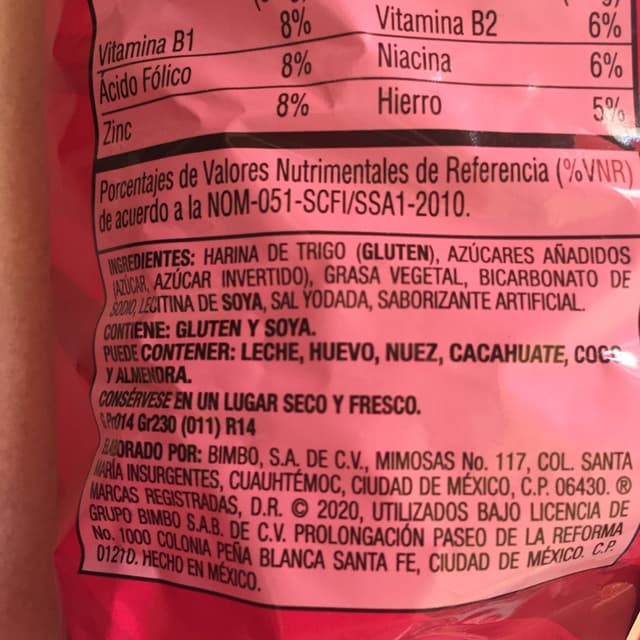 Vitamina B1 8% Vitamina B2 6%
Ácido Fólico 8% Niacina 6%
Zinc 8% Hierro 5%
Porcentajes de Valores Nutrimentales de Referencia (%VNR)
de acuerdo a la NOM-051-SCFI/SSA1-2010.
INGREDIENTES: HARINA DE TRIGO (GLUTEN), AZÚCARES AÑADIDOS
(AZÚCAR, AZÚCAR INVERTIDO), GRASA VEGETAL, BICARBONATO DE
SODIO, LECITINA DE SOYA, SAL YODADA, SABORIZANTE ARTIFICIAL.
CONTIENE: GLUTEN Y SOYA.
PUEDE CONTENER: LECHE, HUEVO, NUEZ, CACAHUATE, COCO
Y ALMENDRA.
CONSÉRVESE EN UN LUGAR SECO Y FRESCO.
Gr230 (011) R14
ELABORADO POR: BIMBO, S.A. DE C.V., MIMOSAS No. 117, COL. SANTA
MARÍA INSURGENTES, CUAUHTÉMOC, CIUDAD DE MÉXICO, C.P. 06430. ®
MARCAS REGISTRADAS, D.R. © 2020, UTILIZADOS BAJO LICENCIA DE
GRUPO BIMBO S.A.B. DE C.V. PROLONGACIÓN PASEO DE LA REFORMA
No. 1000 COLONIA PEÑA BLANCA SANTA FE, CIUDAD DE MÉXICO. C.P.
01210. HECHO EN MÉXICO.